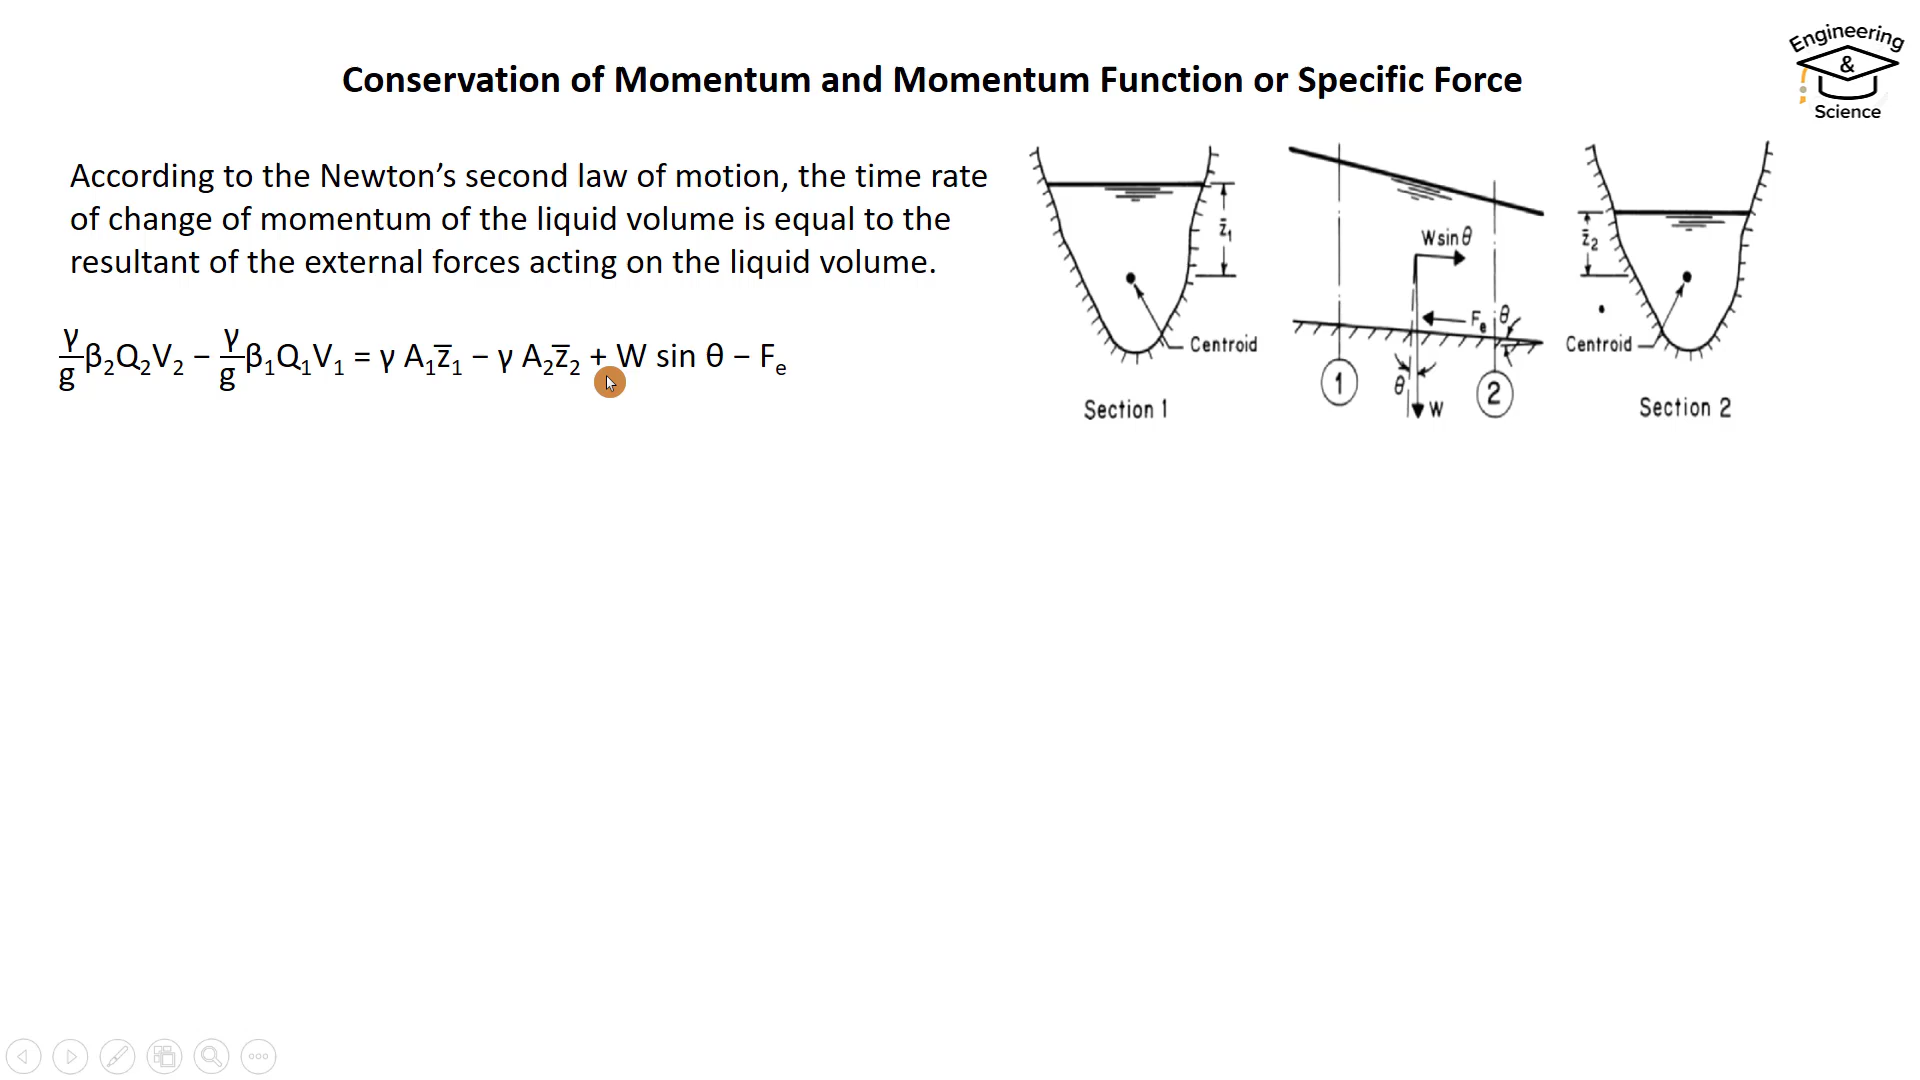 Engineering
&
Science
Conservation of Momentum and Momentum Function or Specific Force
According to the Newton’s second law of motion, the time rate
of change of momentum of the liquid volume is equal to the
resultant of the external forces acting on the liquid volume.
γ/g β₂Q₂V₂ − γ/g β₁Q₁V₁ = γ A₁z̅₁ − γ A₂z̅₂ + W sin θ − Fₑ
z̄₁
Centroid
Section 1
W sin θ
Fₑ
θ
θ
W
1
2
z̄₂
Centroid
Section 2